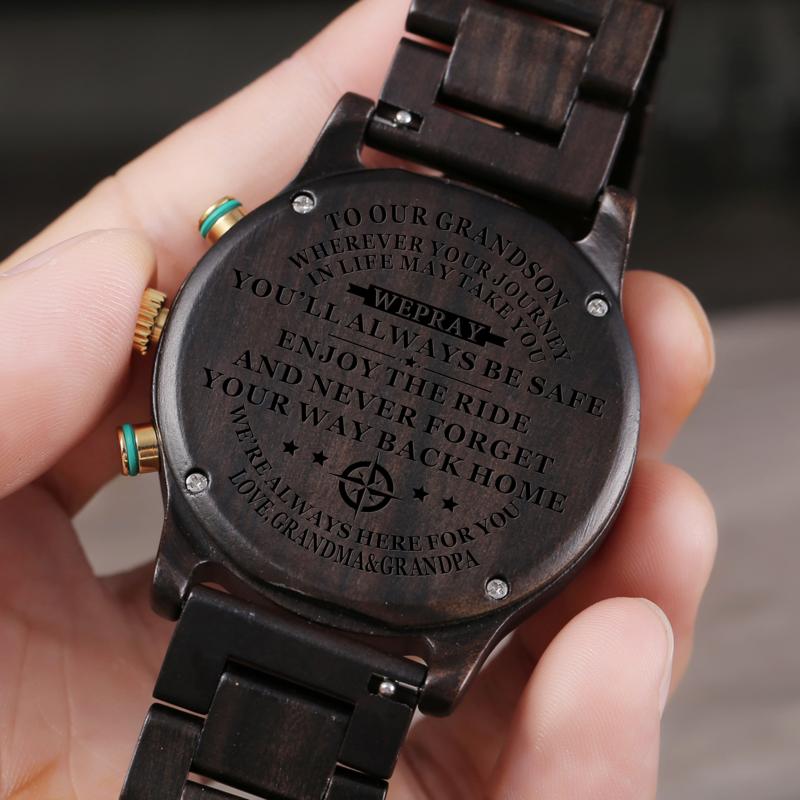 TO OUR GRANDSON
WHEREVER YOUR JOURNEY
IN LIFE MAY TAKE YOU
WEPRAY
YOU'LL ALWAYS BE SAFE
ENJOY THE RIDE
AND NEVER FORGET
YOUR WAY BACK HOME
WE'RE ALWAYS HERE FOR YOU
LOVE, GRANDMA&GRANDPA